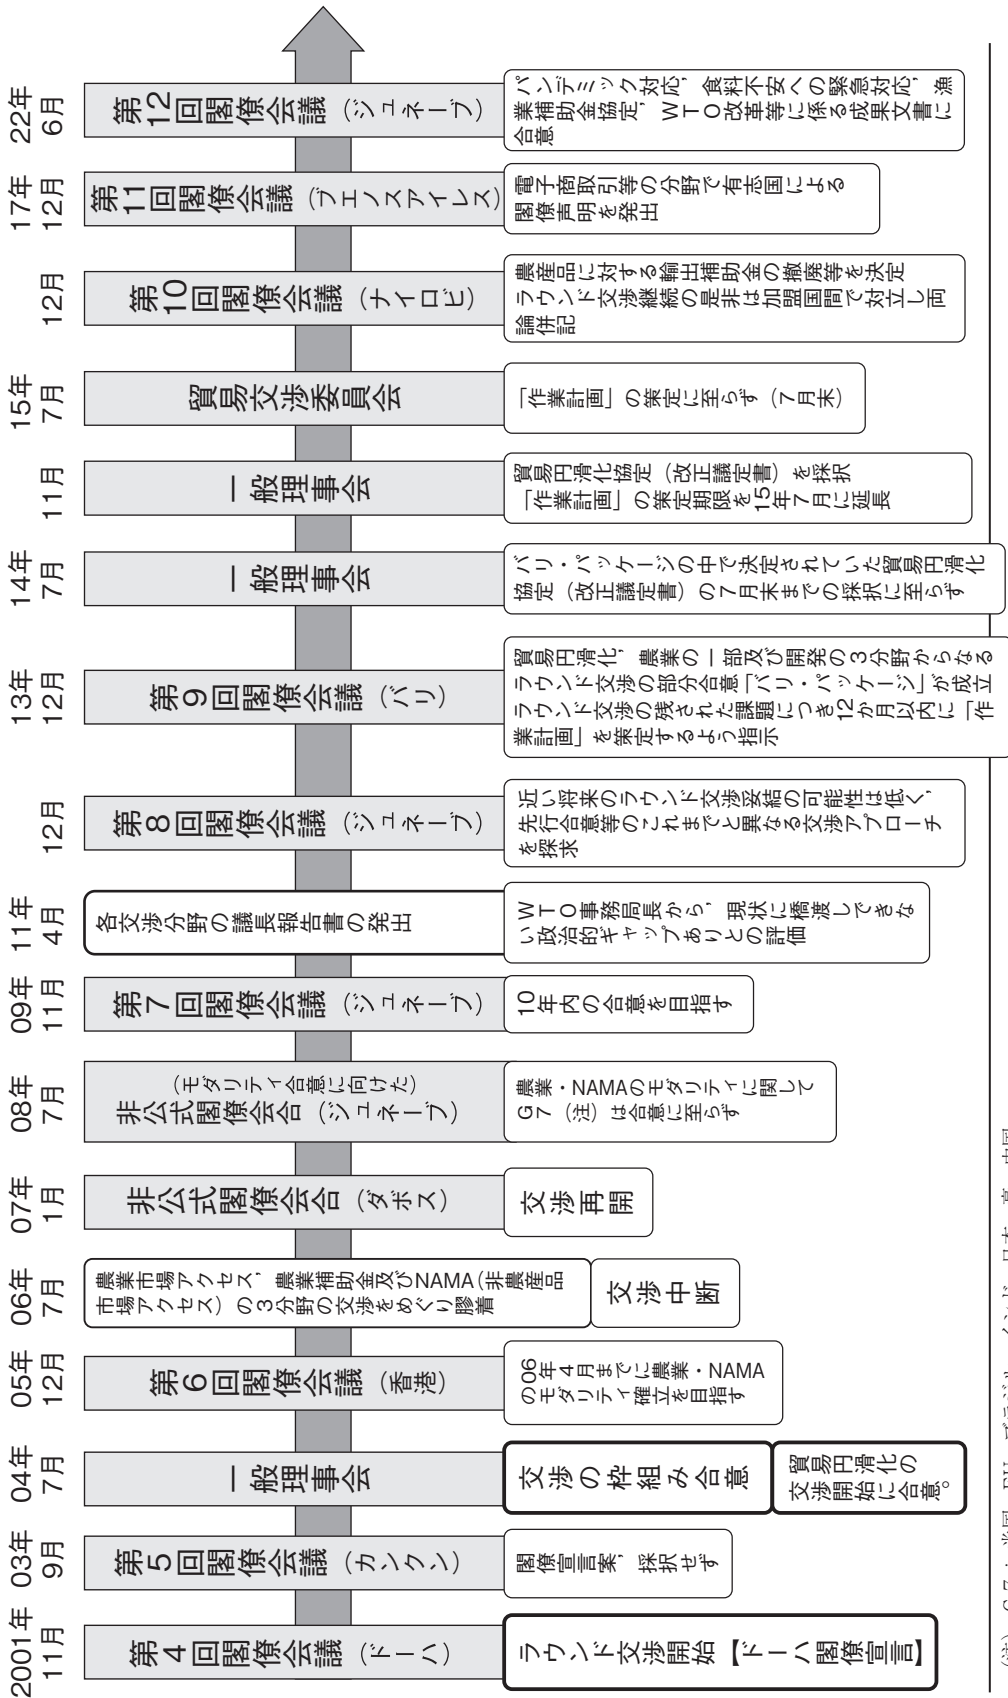 2001年
11月
第4回閣僚会議（ドーハ）
ラウンド交渉開始【ドーハ閣僚宣言】
03年
9月
第5回閣僚会議（カンクン）
閣僚宣言案，採択せず
04年
7月
一般理事会
交渉の枠組み合意
貿易円滑化の
交渉開始に合意。
05年
12月
第6回閣僚会議（香港）
の06年4月までに農業・NAMA
のモダリティ確立を目指す
06年
7月
農業市場アクセス，農業補助金及びNAMA（非農産品
市場アクセス）の3分野の交渉をめぐり膠着
交渉中断
07年
1月
非公式閣僚会合（ダボス）
交渉再開
08年
7月
（モダリティ合意に向けた）
非公式閣僚会合（ジュネーブ）
農業・NAMAのモダリティに関して
G7（注）は合意に至らず
09年
11月
第7回閣僚会議（ジュネーブ）
10年内の合意を目指す
11年
4月
各交渉分野の議長報告書の発出
WTO事務局長から，現状に橋渡しできな
い政治的ギャップありとの評価
12月
第8回閣僚会議（ジュネーブ）
近い将来のラウンド交渉妥結の可能性は低く，
先行合意等のこれまでと異なる交渉アプローチ
を探求
13年
12月
第9回閣僚会議（バリ）
貿易円滑化，農業の一部及び開発の3分野からなる
ラウンド交渉の部分合意「バリ・パッケージ」が成立
ラウンド交渉の残された課題につき12か月以内に「作
業計画」を策定するよう指示
14年
7月
一般理事会
バリ・パッケージの中で決定されていた貿易円滑化
協定（改正議定書）の7月末までの採択に至らず
11月
一般理事会
貿易円滑化協定（改正議定書）を採択
「作業計画」の策定期限を15年7月に延長
15年
7月
貿易交渉委員会
「作業計画」の策定に至らず（7月末）
12月
第10回閣僚会議（ナイロビ）
農産品に対する輸出補助金の撤廃等を決定
ラウンド交渉継続の是非は加盟国間で対立し両
論併記
17年
12月
第11回閣僚会議（ブエノスアイレス）
電子商取引等の分野で有志国による
閣僚声明を発出
22年
6月
第12回閣僚会議（ジュネーブ）
パンデミック対応，食料不安への緊急対応，漁
業補助金協定，WTO改革等に係る成果文書に
合意